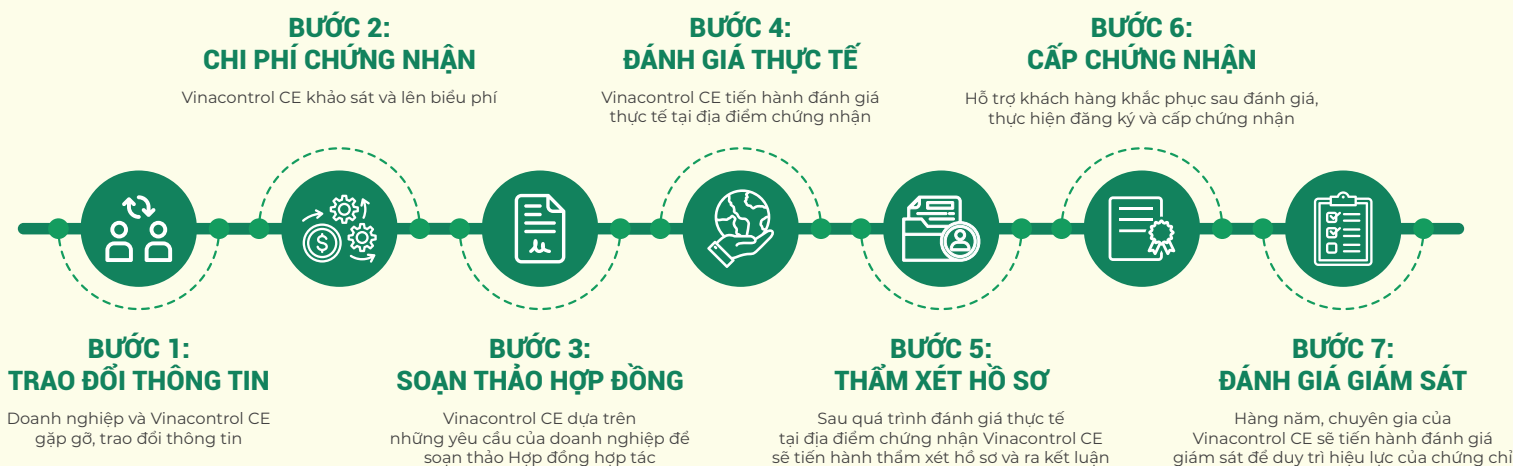 BƯỚC 1:
TRAO ĐỔI THÔNG TIN
Doanh nghiệp và Vinacontrol CE
gặp gỡ, trao đổi thông tin
BƯỚC 2:
CHI PHÍ CHỨNG NHẬN
Vinacontrol CE khảo sát và lên biểu phí
BƯỚC 3:
SOẠN THẢO HỢP ĐỒNG
Vinacontrol CE dựa trên
những yêu cầu của doanh nghiệp để
soạn thảo Hợp đồng hợp tác
BƯỚC 4:
ĐÁNH GIÁ THỰC TẾ
Vinacontrol CE tiến hành đánh giá
thực tế tại địa điểm chứng nhận
BƯỚC 5:
THẨM XÉT HỒ SƠ
Sau quá trình đánh giá thực tế
tại địa điểm chứng nhận Vinacontrol CE
sẽ tiến hành thẩm xét hồ sơ và ra kết luận
BƯỚC 6:
CẤP CHỨNG NHẬN
Hỗ trợ khách hàng khắc phục sau đánh giá,
thực hiện đăng ký và cấp chứng nhận
BƯỚC 7:
ĐÁNH GIÁ GIÁM SÁT
Hàng năm, chuyên gia của
Vinacontrol CE sẽ tiến hành đánh giá
giám sát để duy trì hiệu lực của chứng chỉ
$